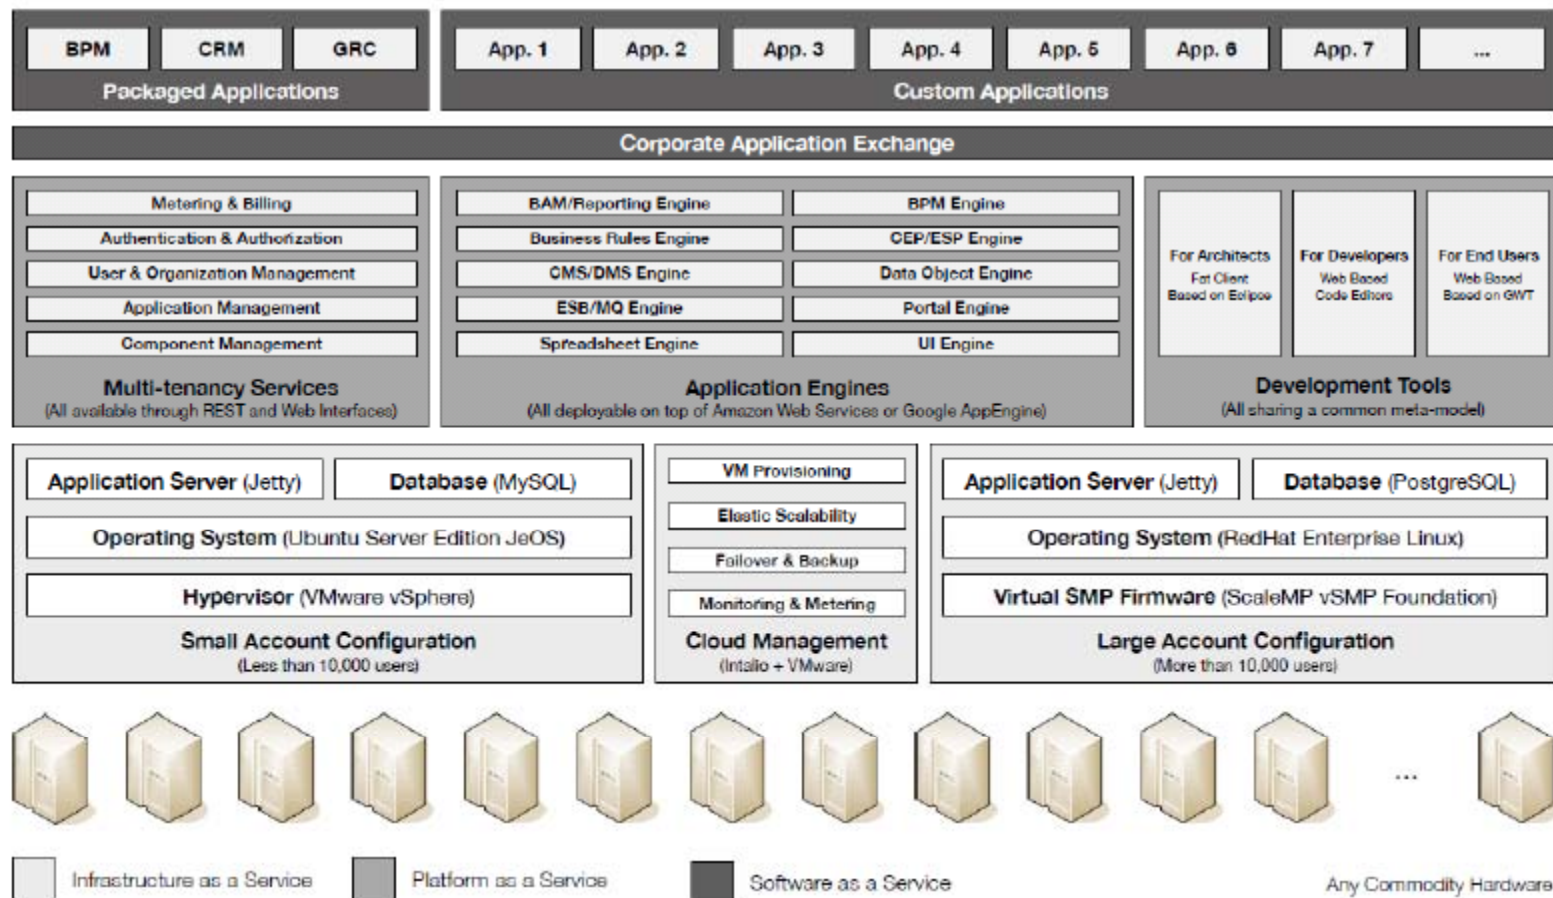 BPM CRM GRC
Packaged Applications
App. 1 App. 2 App. 3 App. 4 App. 5 App. 6 App. 7 ...
Custom Applications
Corporate Application Exchange
Metering & Billing
Authentication & Authorization
User & Organization Management
Application Management
Component Management
Multi-tenancy Services
(All available through REST and Web Interfaces)
BAM/Reporting Engine BPM Engine
Business Rules Engine CEP/ESP Engine
CMS/DMS Engine Data Object Engine
ESB/MQ Engine Portal Engine
Spreadsheet Engine UI Engine
Application Engines
(All deployable on top of Amazon Web Services or Google AppEngine)
For Architects
Fat Client
Based on Eclipse
For Developers
Web Based
Code Editors
For End Users
Web Based
Based on GWT
Development Tools
(All sharing a common meta-model)
Application Server (Jetty) Database (MySQL)
Operating System (Ubuntu Server Edition JeOS)
Hypervisor (VMware vSphere)
Small Account Configuration
(Less than 10,000 users)
VM Provisioning
Elastic Scalability
Failover & Backup
Monitoring & Metering
Cloud Management
(Intalio + VMware)
Application Server (Jetty) Database (PostgreSQL)
Operating System (RedHat Enterprise Linux)
Virtual SMP Firmware (ScaleMP vSMP Foundation)
Large Account Configuration
(More than 10,000 users)
...
Infrastructure as a Service Platform as a Service Software as a Service Any Commodity Hardware